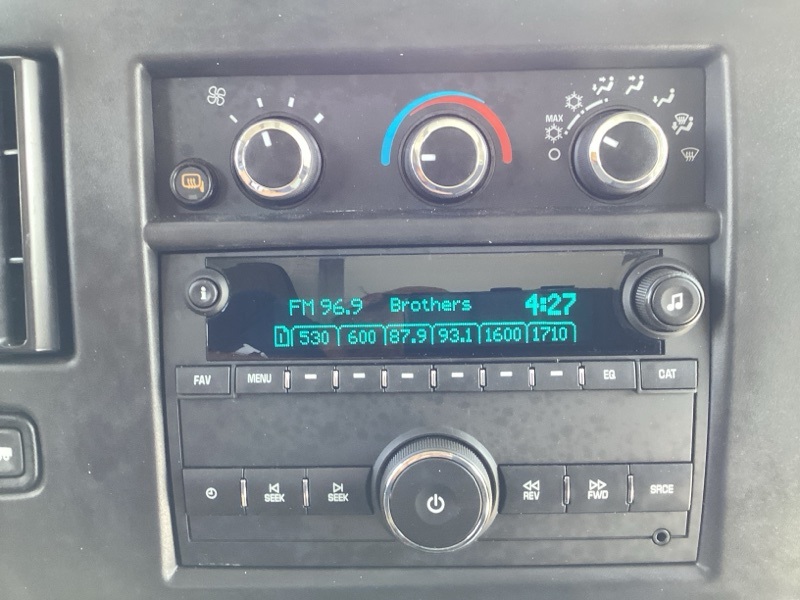 MAX
FM 96.9 Brothers 4:27
1 530 600 87.9 93.1 1600 1710
FAV MENU EQ CAT
SEEK SEEK REV FWD SRCE